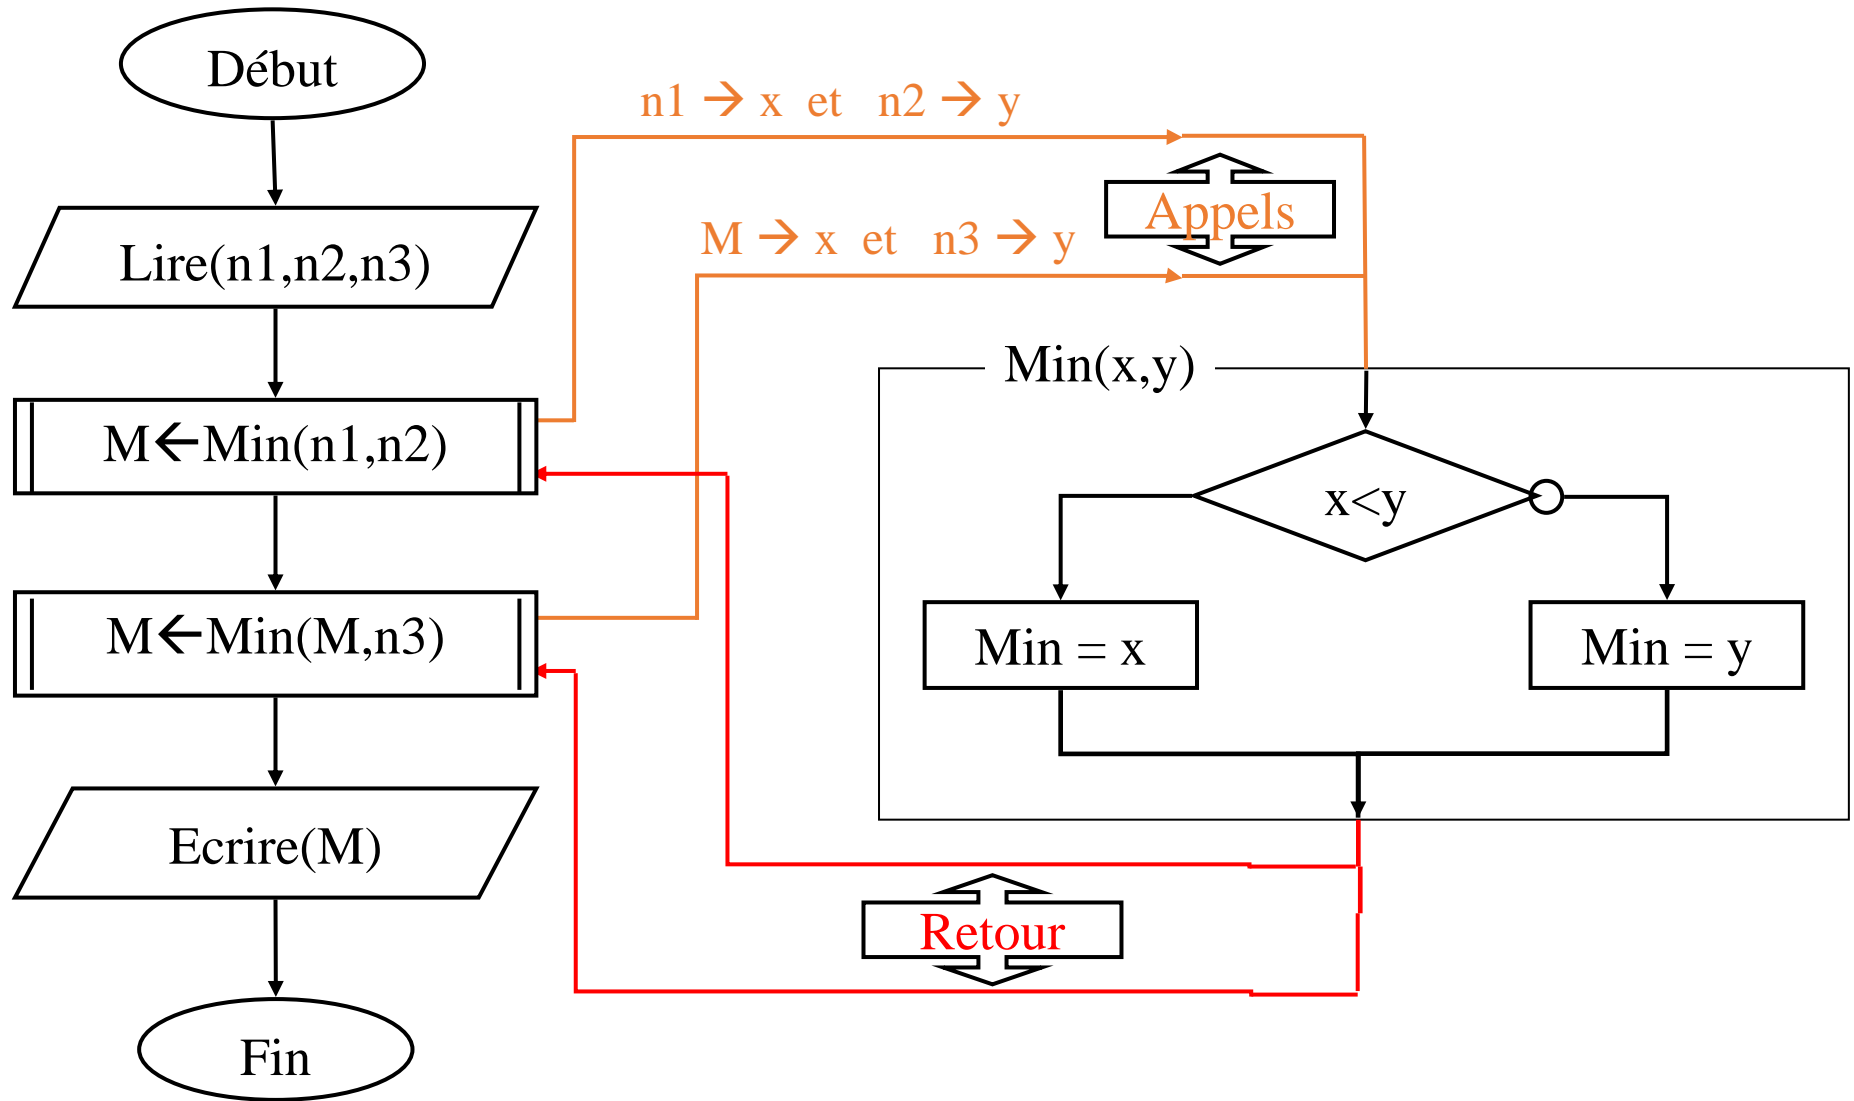 Début
n1 → x et n2 → y
Appels
Lire(n1,n2,n3)
M → x et n3 → y
Min(x,y)
M←Min(n1,n2)
x<y
M←Min(M,n3)
Min = x
Min = y
Ecrire(M)
Retour
Fin